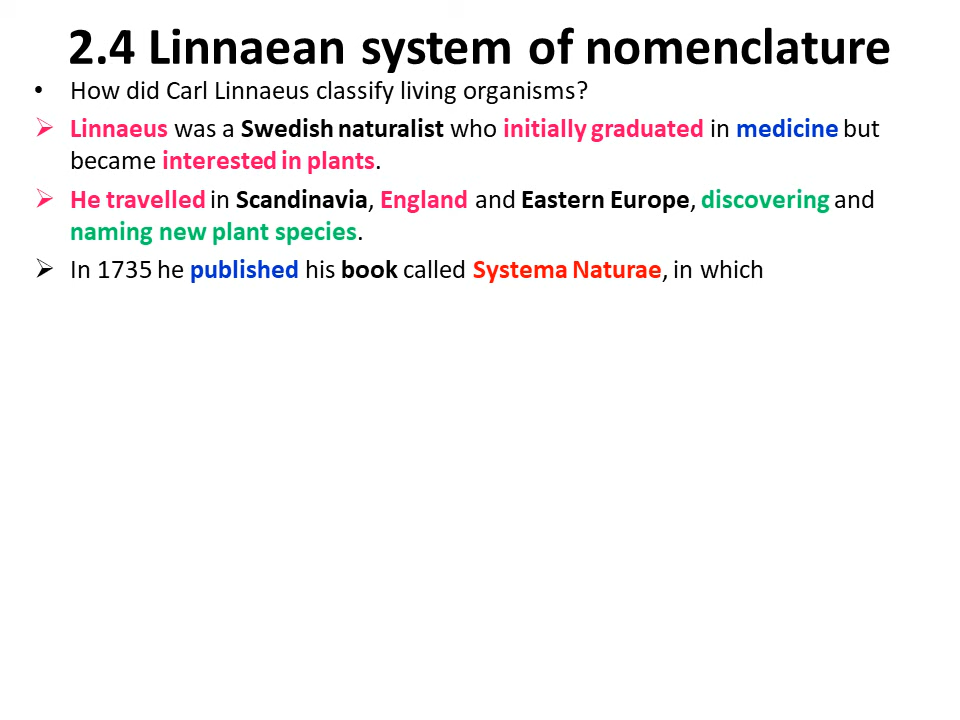 2.4 Linnaean system of nomenclature
• How did Carl Linnaeus classify living organisms?
➢ Linnaeus was a Swedish naturalist who initially graduated in medicine but
became interested in plants.
➢ He travelled in Scandinavia, England and Eastern Europe, discovering and
naming new plant species.
➢ In 1735 he published his book called Systema Naturae, in which